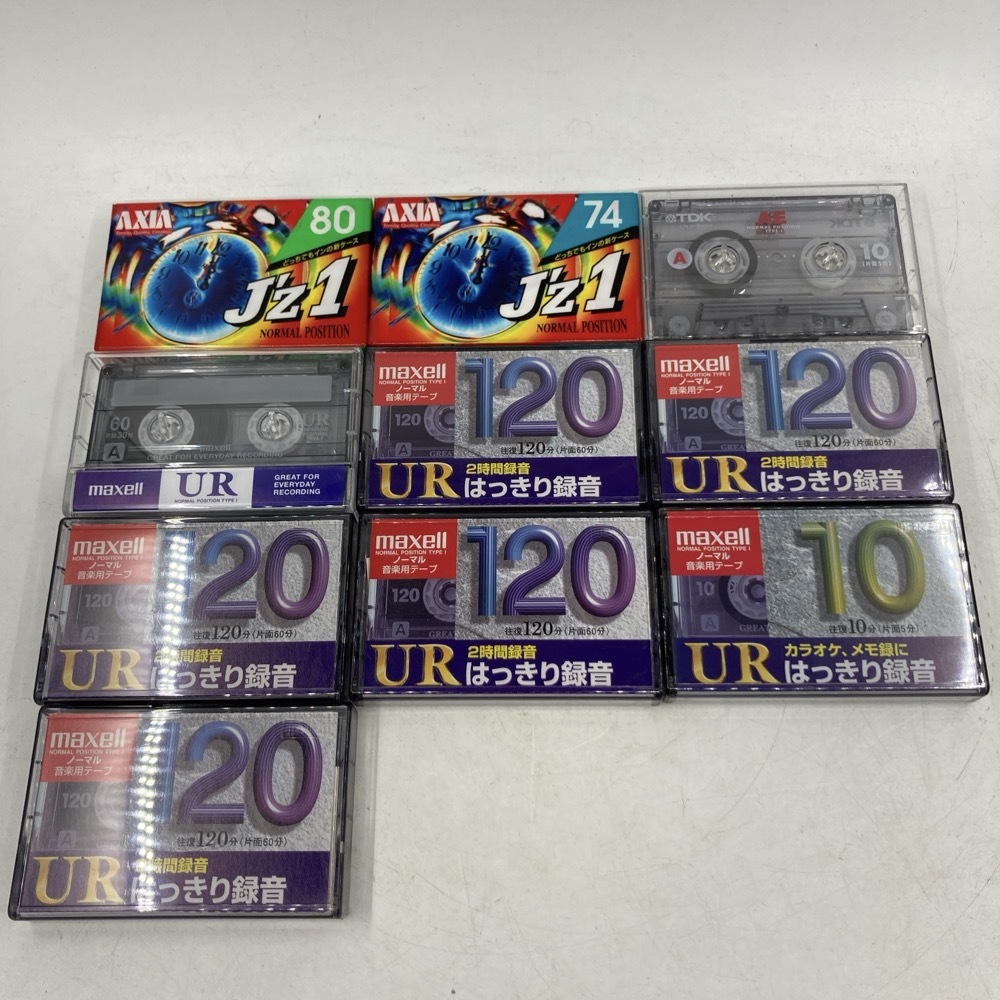 AXIA
80
どっちでもインの新ケース
J'z1
NORMAL POSITION
AXIA
74
どっちでもインの新ケース
J'z1
NORMAL POSITION
TDK
AE
NORMAL POSITION
TYPE I
A
10
60
A
maxell
GREAT FOR EVERYDAY RECORDING
UR
maxell
UR
NORMAL POSITION TYPE I
GREAT FOR
EVERYDAY
RECORDING
maxell
NORMAL POSITION TYPE I
ノーマル
音楽用テープ
120
120
A
往復120分(片面60分)
UR
2時間録音
はっきり録音
maxell
NORMAL POSITION TYPE I
ノーマル
音楽用テープ
120
120
A
往復120分(片面60分)
UR
2時間録音
はっきり録音
maxell
NORMAL POSITION TYPE I
ノーマル
音楽用テープ
120
120
A
往復120分(片面60分)
UR
2時間録音
はっきり録音
maxell
NORMAL POSITION TYPE I
ノーマル
音楽用テープ
120
120
A
往復120分(片面60分)
UR
2時間録音
はっきり録音
maxell
NORMAL POSITION TYPE I
ノーマル
音楽用テープ
10
10
A
往復10分(片面5分)
UR
カラオケ、メモ録に
はっきり録音
maxell
NORMAL POSITION TYPE I
ノーマル
音楽用テープ
120
120
A
往復120分(片面60分)
UR
2時間録音
はっきり録音